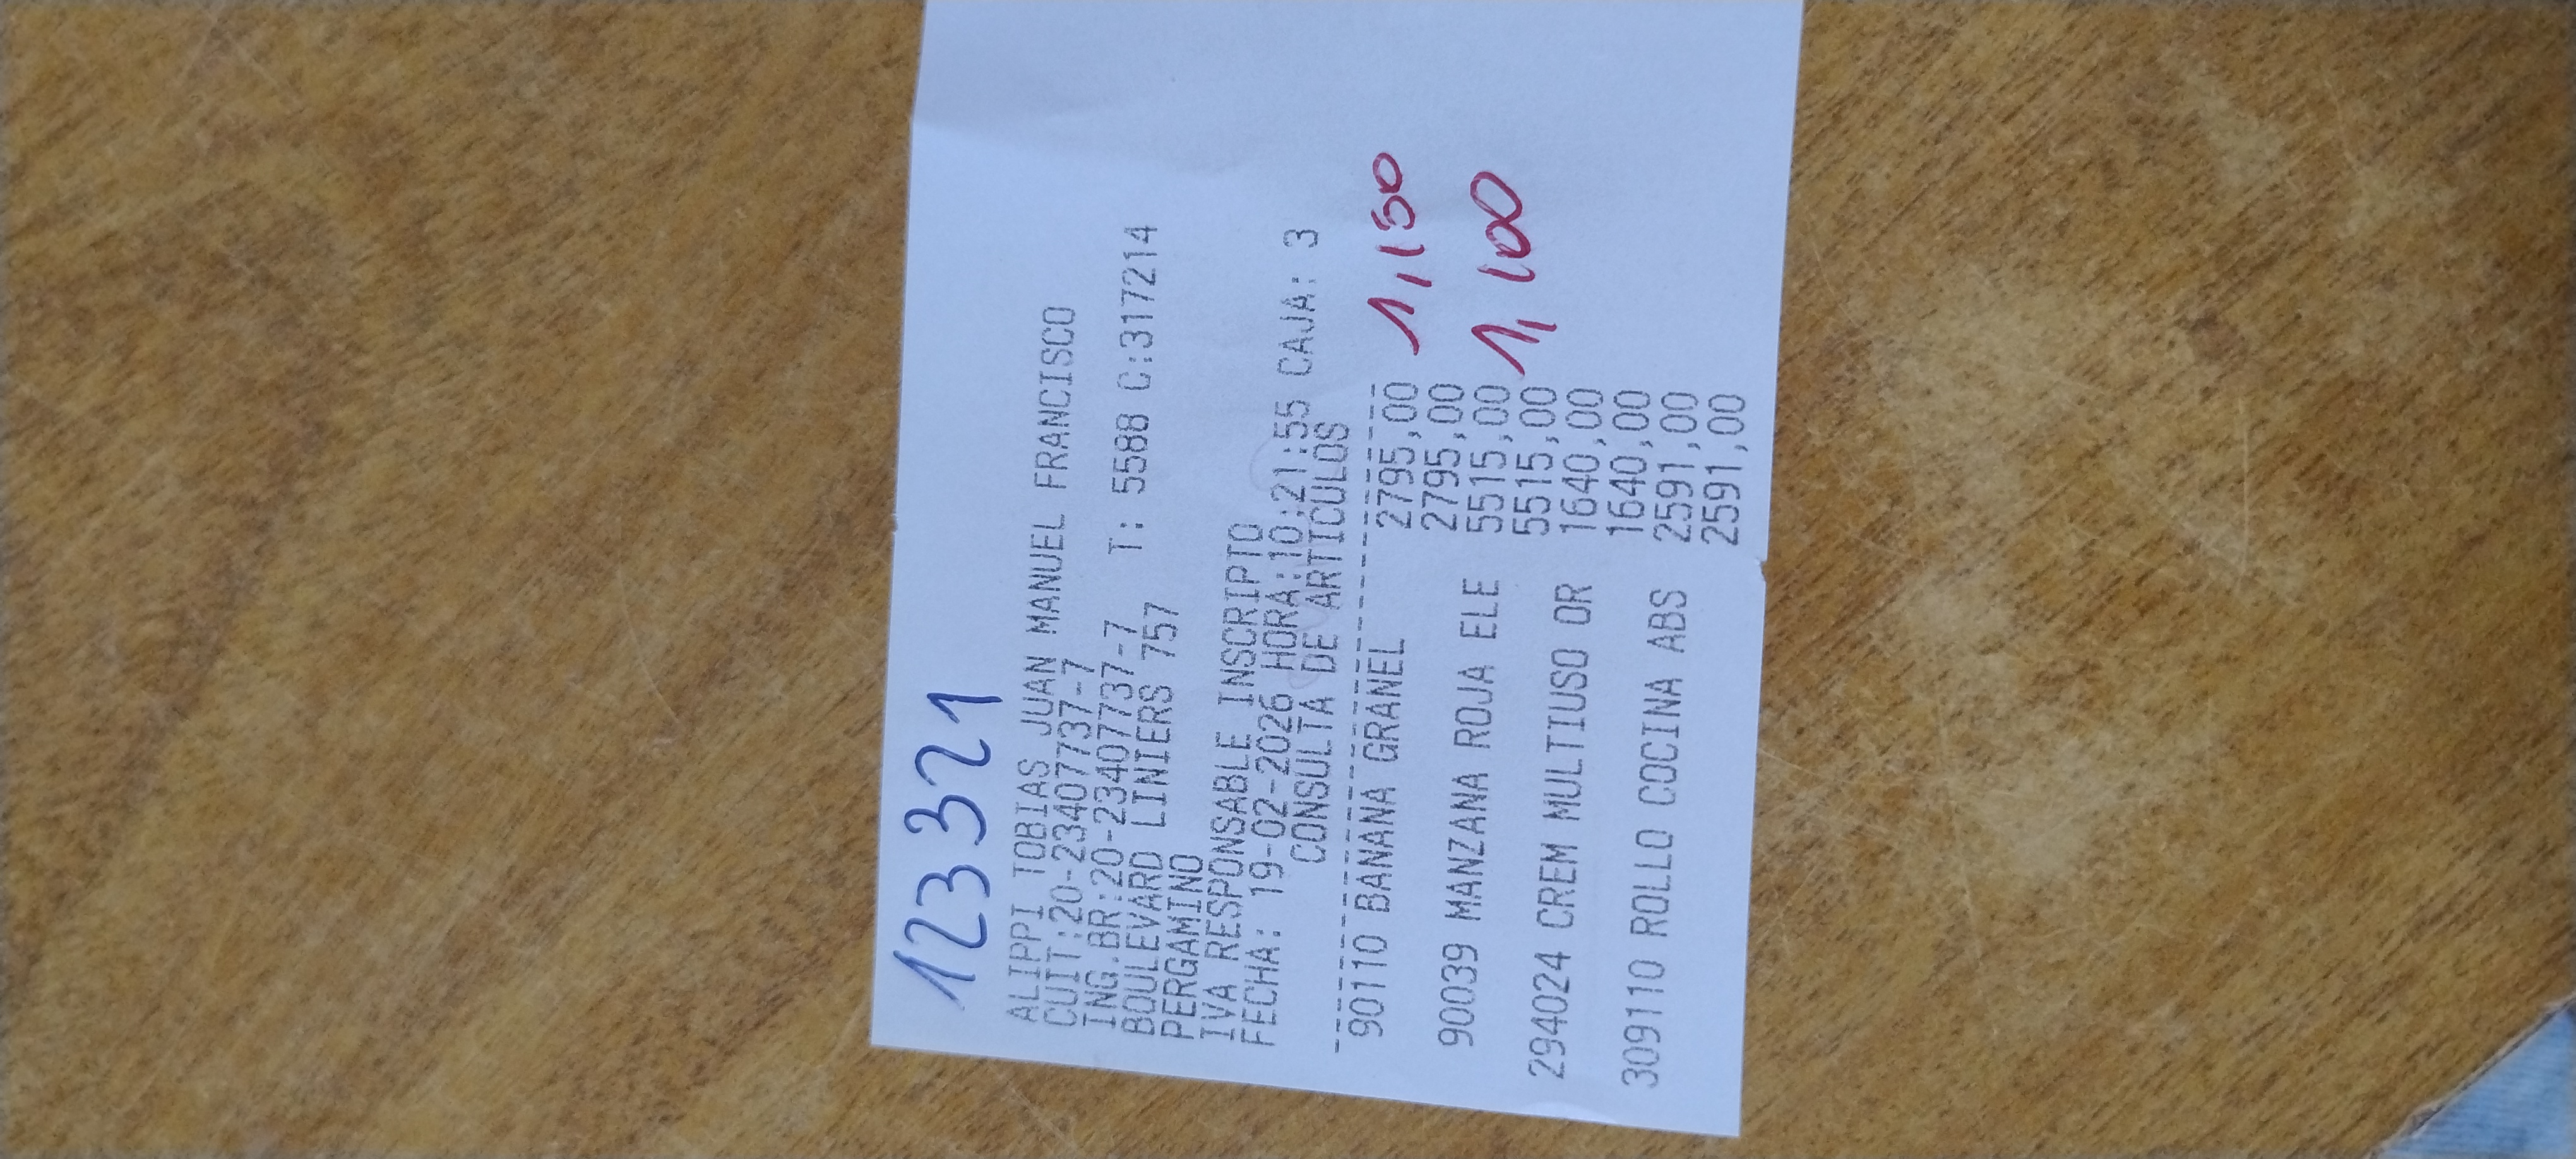 123321
ALIPPI TOBIAS JUAN MANUEL FRANCISCO
CUIT:20-23407737-7
ING.BR:20-23407737-7 T: 5588 C:317214
BOULEVARD LINIERS 757
PERGAMINO
IVA RESPONSABLE INSCRIPTO
FECHA: 19-02-2026 HORA:10:21:55 CAJA: 3
CONSULTA DE ARTICULOS
90110 BANANA GRANEL 2795,00 1,150
2795,00
90039 MANZANA ROJA ELE 5515,00 1,100
5515,00
294024 CREM MULTIUSO OR 1640,00
1640,00
309110 ROLLO COCINA ABS 2591,00
2591,00